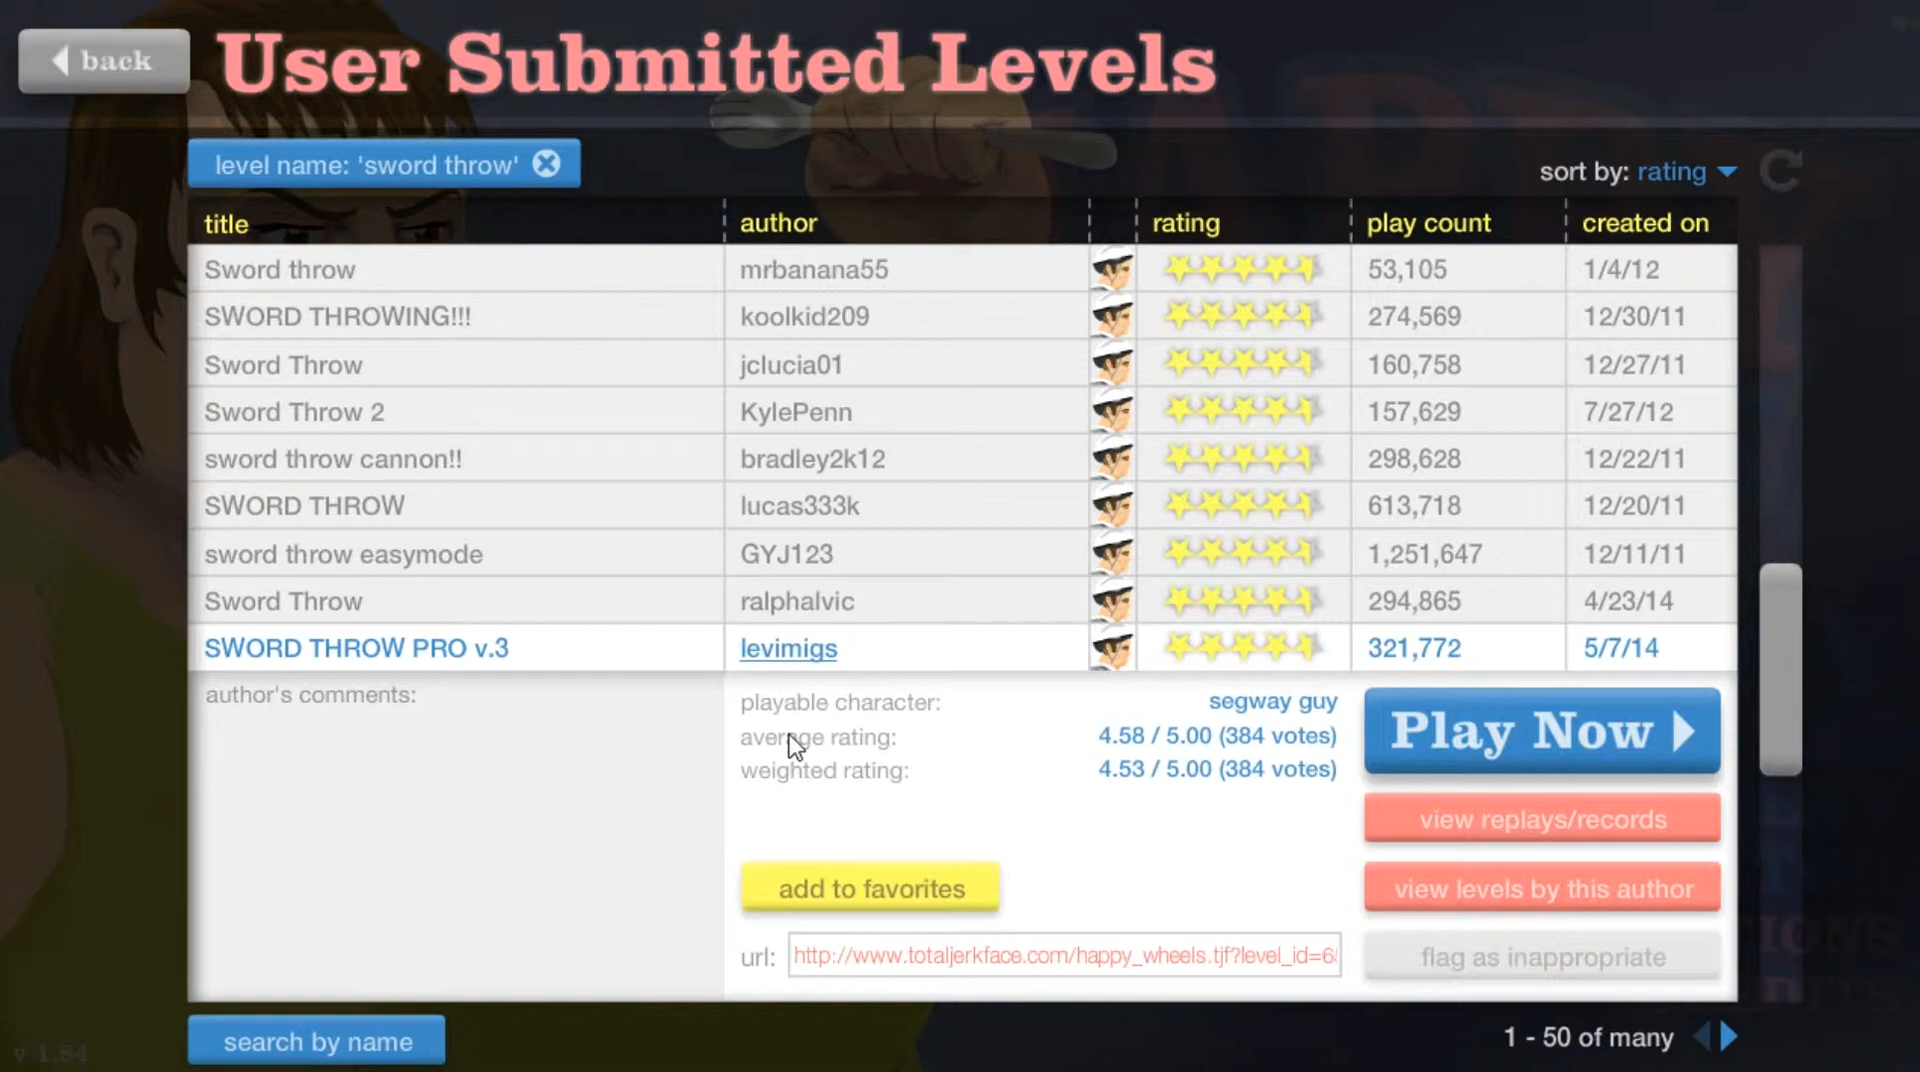 back
User Submitted Levels
level name: 'sword throw'
sort by: rating
title author rating play count created on
Sword throw mrbanana55 53,105 1/4/12
SWORD THROWING!!! koolkid209 274,569 12/30/11
Sword Throw jclucia01 160,758 12/27/11
Sword Throw 2 KylePenn 157,629 7/27/12
sword throw cannon!! bradley2k12 298,628 12/22/11
SWORD THROW lucas333k 613,718 12/20/11
sword throw easymode GYJ123 1,251,647 12/11/11
Sword Throw ralphalvic 294,865 4/23/14
SWORD THROW PRO v.3 levimigs 321,772 5/7/14
author's comments:
playable character: segway guy
average rating: 4.58 / 5.00 (384 votes)
weighted rating: 4.53 / 5.00 (384 votes)
Play Now
view replays/records
add to favorites
view levels by this author
url: http://www.totaljerkface.com/happy_wheels.tjf?level_id=6
flag as inappropriate
search by name
1 - 50 of many
v 1.84